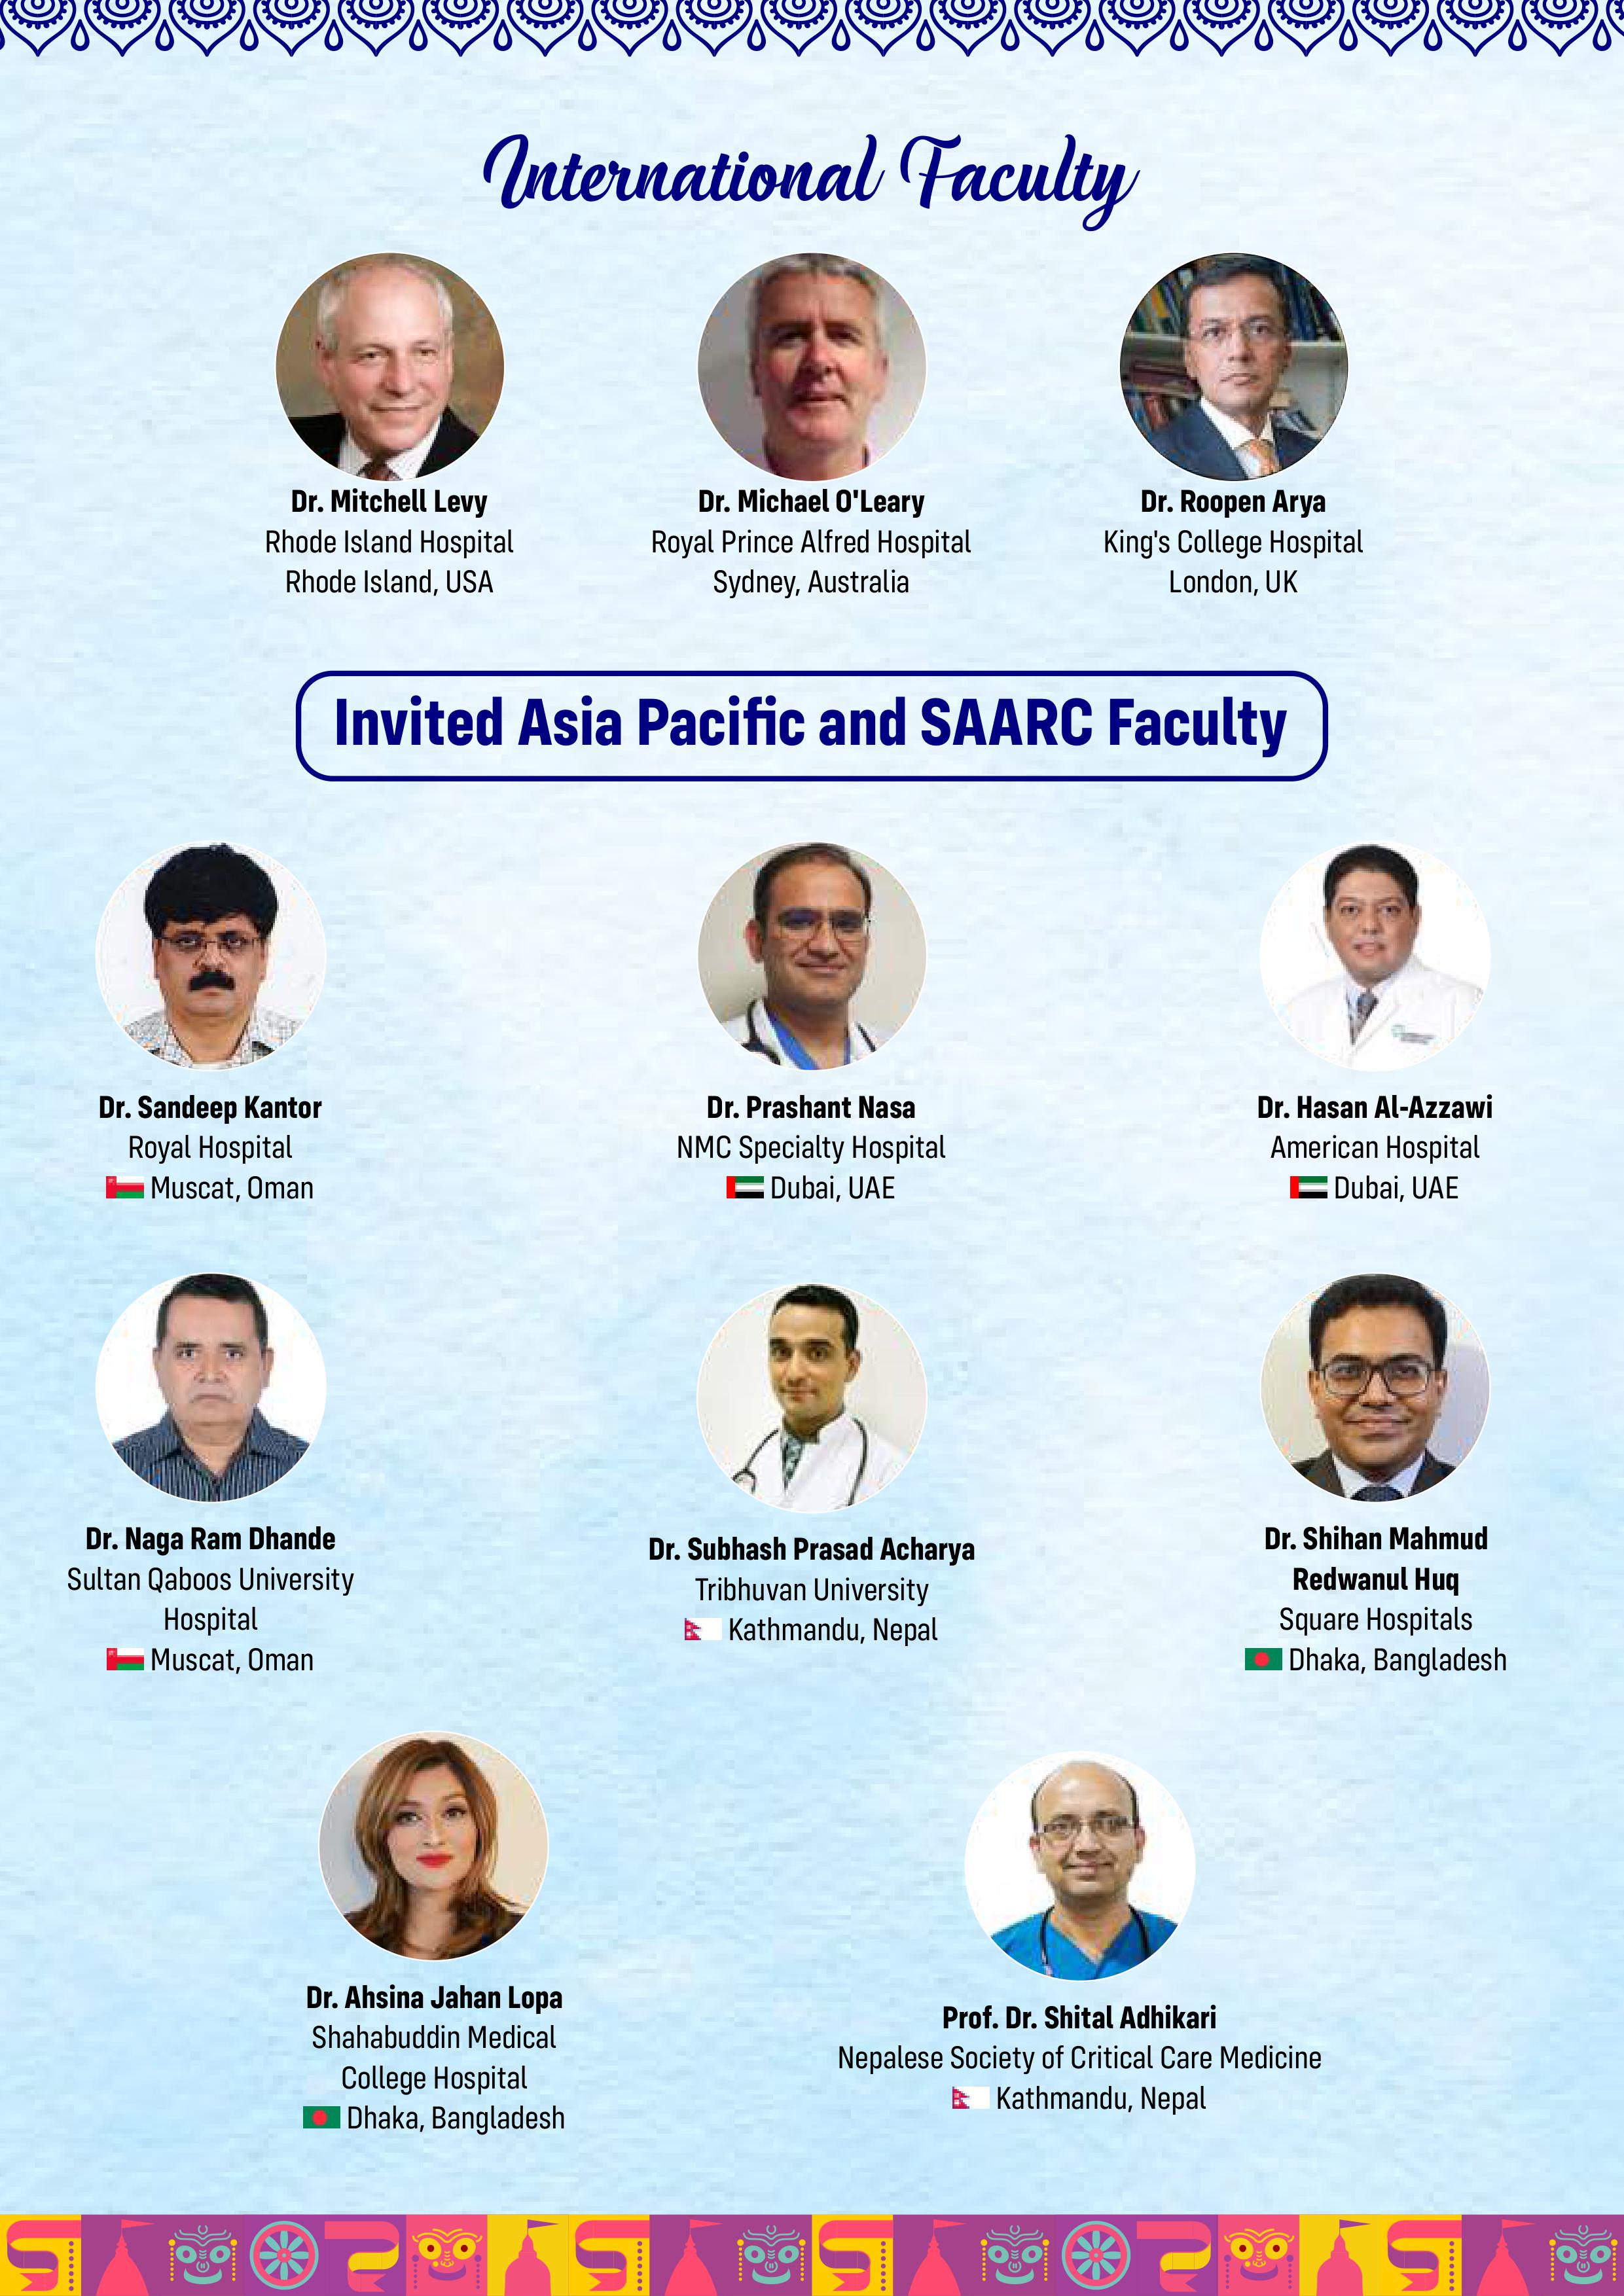 International Faculty
Dr. Mitchell Levy
Rhode Island Hospital
Rhode Island, USA
Dr. Michael O'Leary
Royal Prince Alfred Hospital
Sydney, Australia
Dr. Roopen Arya
King's College Hospital
London, UK
Invited Asia Pacific and SAARC Faculty
Dr. Sandeep Kantor
Royal Hospital
Muscat, Oman
Dr. Prashant Nasa
NMC Specialty Hospital
Dubai, UAE
Dr. Hasan Al-Azzawi
American Hospital
Dubai, UAE
Dr. Naga Ram Dhande
Sultan Qaboos University
Hospital
Muscat, Oman
Dr. Subhash Prasad Acharya
Tribhuvan University
Kathmandu, Nepal
Dr. Shihan Mahmud
Redwanul Huq
Square Hospitals
Dhaka, Bangladesh
Dr. Ahsina Jahan Lopa
Shahabuddin Medical
College Hospital
Dhaka, Bangladesh
Prof. Dr. Shital Adhikari
Nepalese Society of Critical Care Medicine
Kathmandu, Nepal